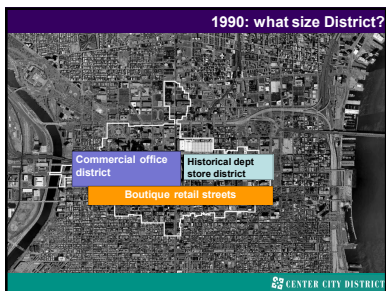 1990: what size District?
Commercial office
district
Historical dept
store district
Boutique retail streets
CENTER CITY DISTRICT